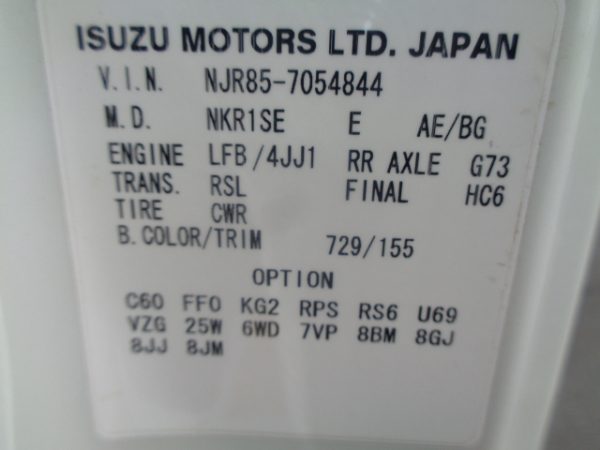 ISUZU MOTORS LTD. JAPAN
V.I.N. NJR85-7054844
M.D. NKR1SE E AE/BG
ENGINE LFB/4JJ1 RR AXLE G73
TRANS. RSL FINAL HC6
TIRE CWR
B.COLOR/TRIM 729/155
OPTION
C60 FF0 KG2 RPS RS6 U69
VZG 25W 6WD 7VP 8BM 8GJ
8JJ 8JM